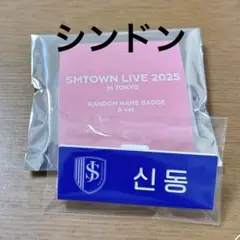 シンドン
SMTOWN LIVE 2025
in TOKYO
RANDOM NAME BADGE
A ver.
신동